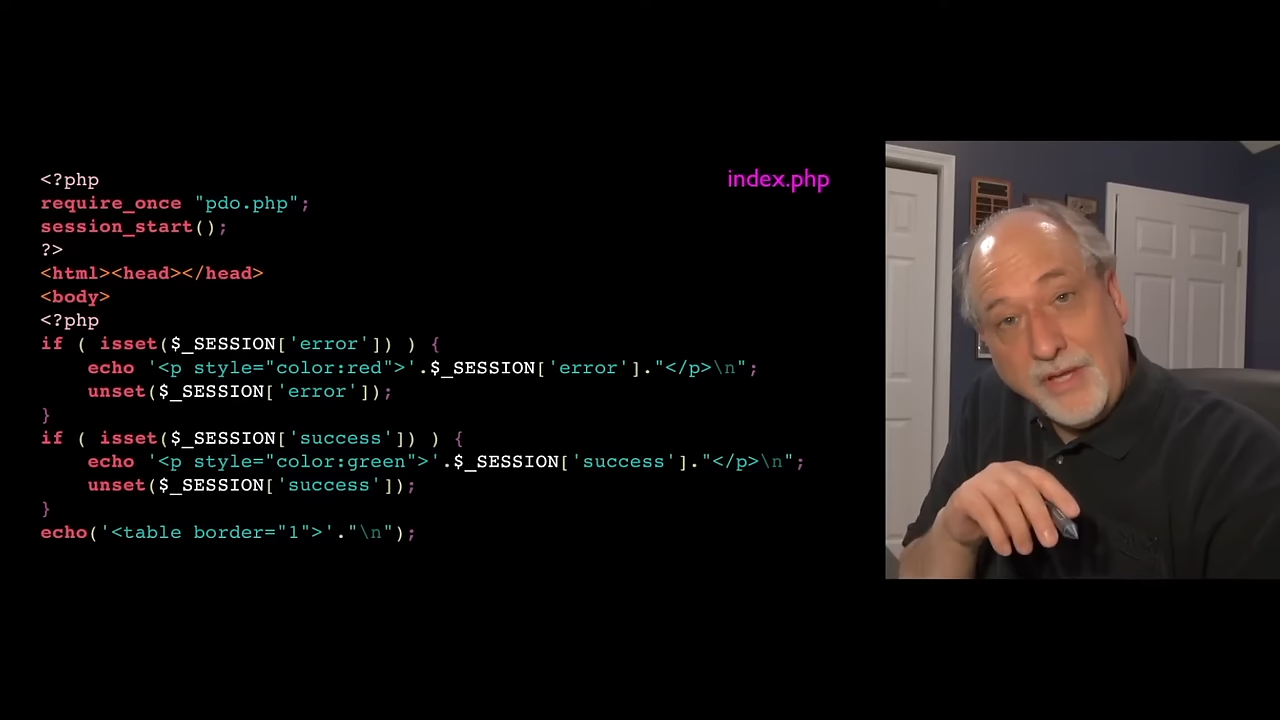 <?php
require_once "pdo.php";
session_start();
?>
<html><head></head>
<body>
<?php
if ( isset($_SESSION['error']) ) {
    echo '<p style="color:red">'.$_SESSION['error']."</p>\n";
    unset($_SESSION['error']);
}
if ( isset($_SESSION['success']) ) {
    echo '<p style="color:green">'.$_SESSION['success']."</p>\n";
    unset($_SESSION['success']);
}
echo('<table border="1">'."\n");
index.php